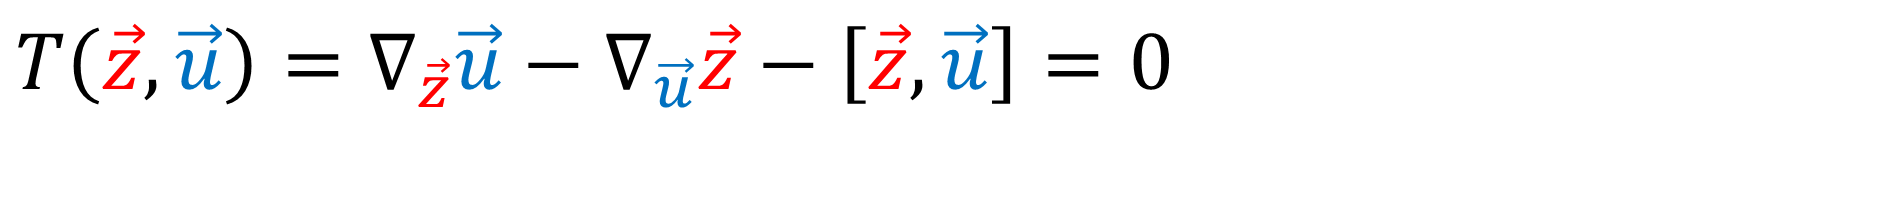 T(z⃗, u⃗) = ∇_z⃗ u⃗ − ∇_u⃗ z⃗ − [z⃗, u⃗] = 0